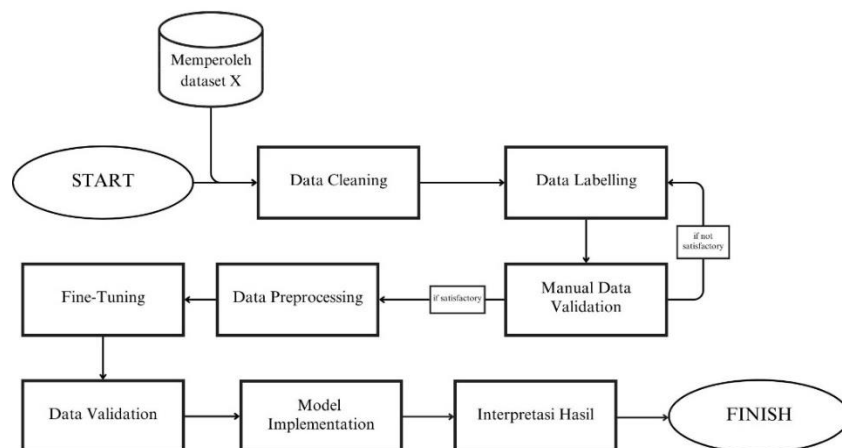 Memperoleh
dataset X
START
Data Cleaning
Data Labelling
if not
satisfactory
Fine-Tuning
Data Preprocessing
if satisfactory
Manual Data
Validation
Data Validation
Model
Implementation
Interpretasi Hasil
FINISH